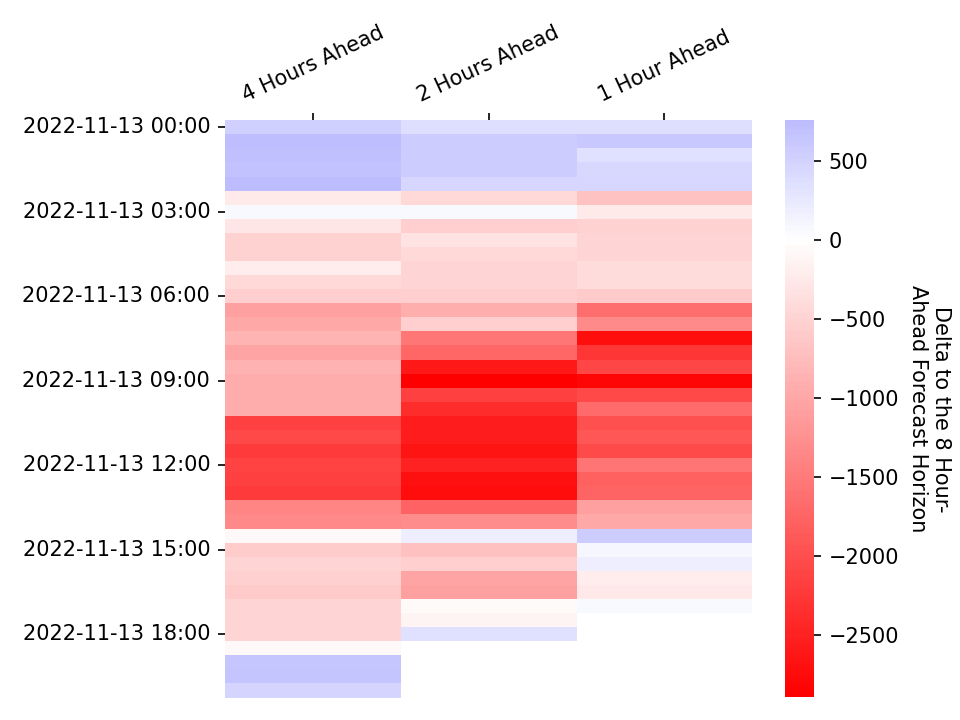 4 Hours Ahead
2 Hours Ahead
1 Hour Ahead
2022-11-13 00:00
2022-11-13 03:00
2022-11-13 06:00
2022-11-13 09:00
2022-11-13 12:00
2022-11-13 15:00
2022-11-13 18:00
500
0
−500
−1000
−1500
−2000
−2500
Delta to the 8 Hour-
Ahead Forecast Horizon